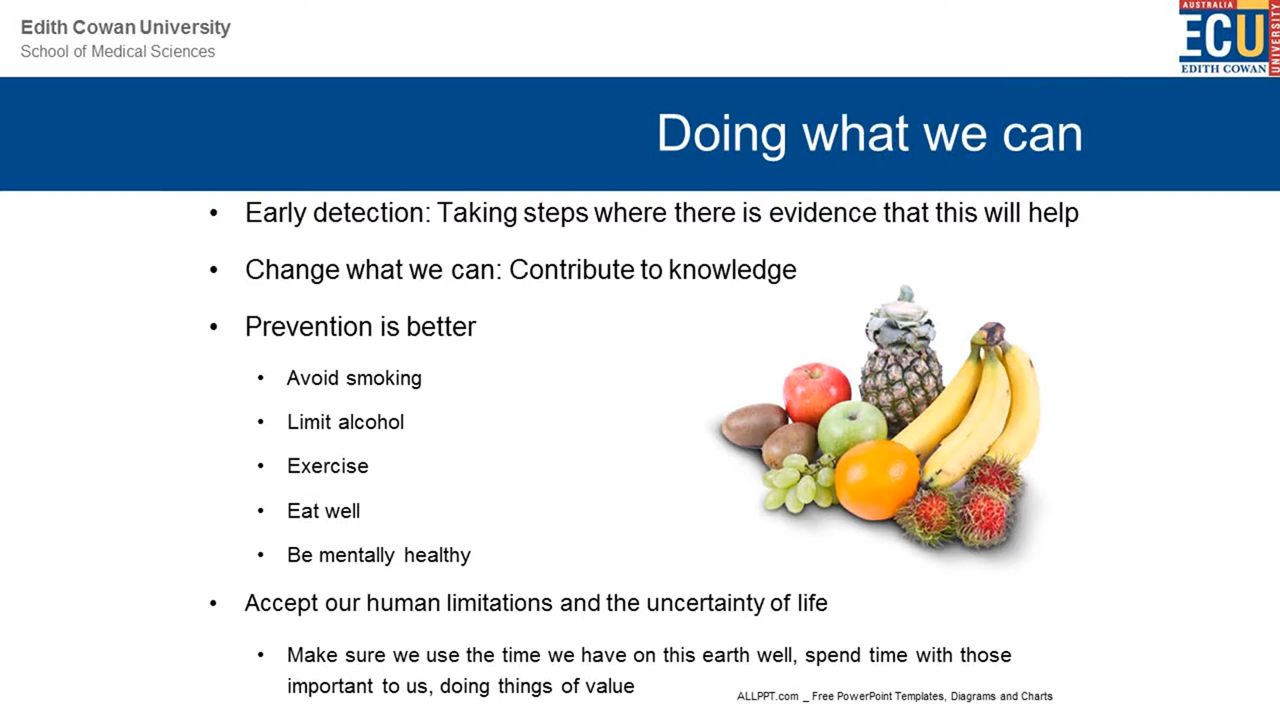 Edith Cowan University
School of Medical Sciences
AUSTRALIA
ECU
EDITH COWAN
UNIVERSITY
Doing what we can
• Early detection: Taking steps where there is evidence that this will help
• Change what we can: Contribute to knowledge
• Prevention is better
• Avoid smoking
• Limit alcohol
• Exercise
• Eat well
• Be mentally healthy
• Accept our human limitations and the uncertainty of life
• Make sure we use the time we have on this earth well, spend time with those
important to us, doing things of value
ALLPPT.com _ Free PowerPoint Templates, Diagrams and Charts